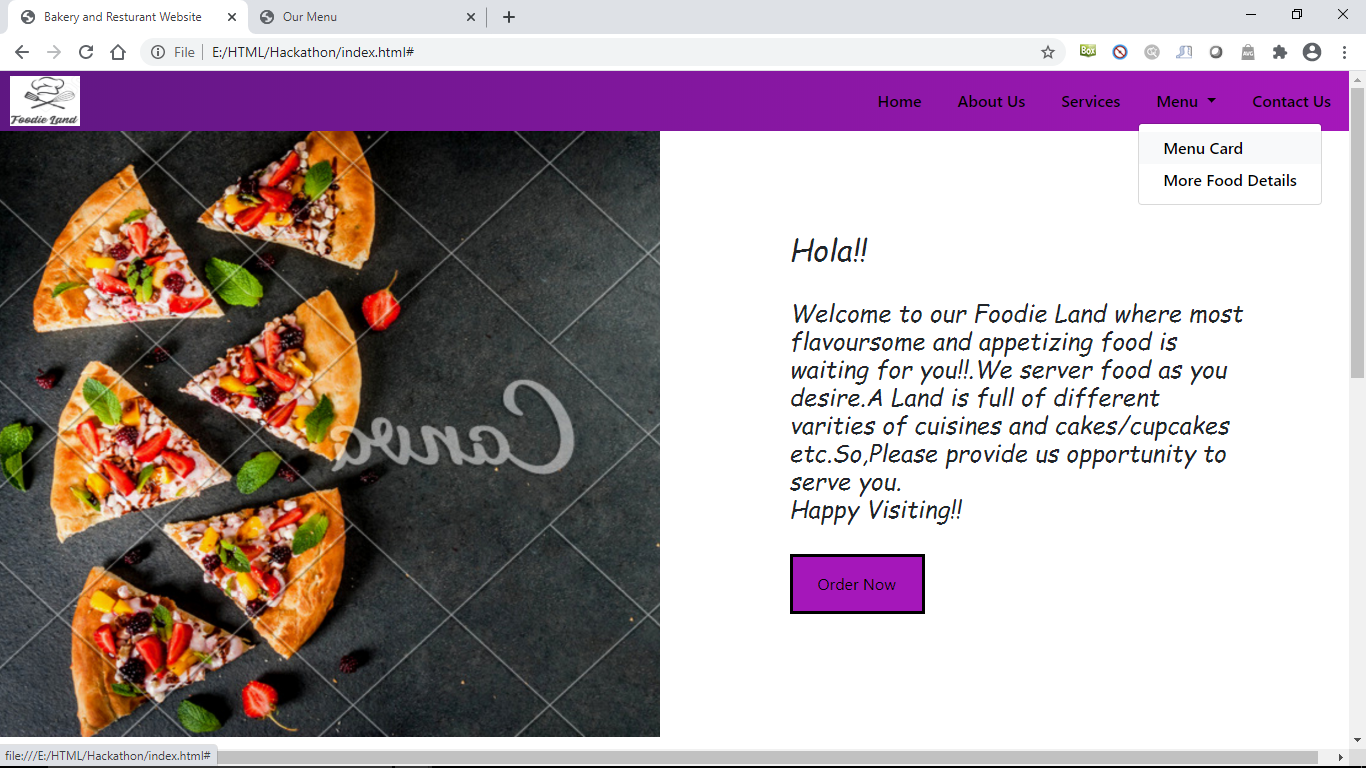 Bakery and Resturant Website
Our Menu
File
E:/HTML/Hackathon/index.html#
Box
AVG
Foodie Land
Home
About Us
Services
Menu
Contact Us
Menu Card
More Food Details
Hola!!
Welcome to our Foodie Land where most
flavoursome and appetizing food is
waiting for you!!.We server food as you
desire.A Land is full of different
varities of cuisines and cakes/cupcakes
etc.So,Please provide us opportunity to
serve you.
Happy Visiting!!
Order Now
Canva
file:///E:/HTML/Hackathon/index.html#